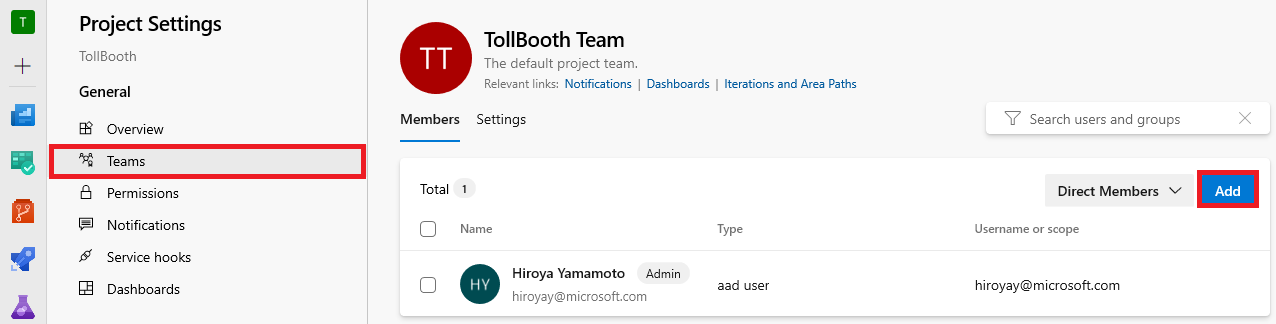 T
Project Settings
TollBooth
General
Overview
Teams
Permissions
Notifications
Service hooks
Dashboards
TT
TollBooth Team
The default project team.
Relevant links: Notifications | Dashboards | Iterations and Area Paths
Members Settings
Search users and groups
Total 1
Direct Members
Add
Name Type Username or scope
HY
Hiroya Yamamoto Admin
hiroyay@microsoft.com
aad user
hiroyay@microsoft.com